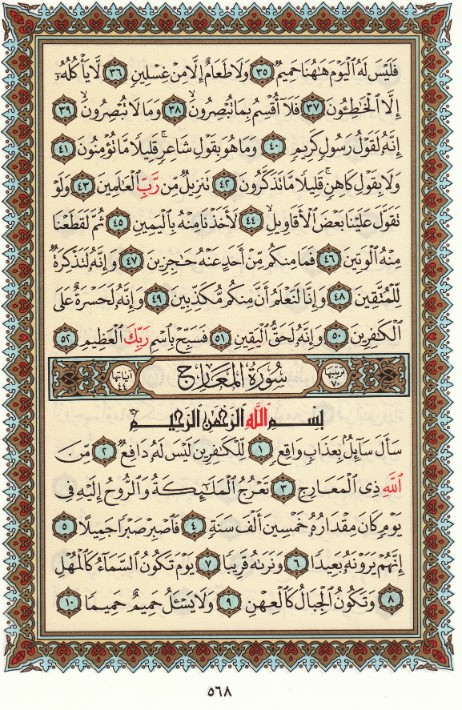 فَلَيْسَ لَهُ ٱلْيَوْمَ هَٰهُنَا حَمِيمٌ ٣٥ وَلَا طَعَامٌ إِلَّا مِنْ غِسْلِينٍ ٣٦ لَّا يَأْكُلُهُۥٓ
إِلَّا ٱلْخَٰطِـُٔونَ ٣٧ فَلَآ أُقْسِمُ بِمَا تُبْصِرُونَ ٣٨ وَمَا لَا تُبْصِرُونَ ٣٩
إِنَّهُۥ لَقَوْلُ رَسُولٍ كَرِيمٍ ٤٠ وَمَا هُوَ بِقَوْلِ شَاعِرٍ ۚ قَلِيلًا مَّا تُؤْمِنُونَ ٤١
وَلَا بِقَوْلِ كَاهِنٍ ۚ قَلِيلًا مَّا تَذَكَّرُونَ ٤٢ تَنزِيلٌ مِّن رَّبِّ ٱلْعَٰلَمِينَ ٤٣ وَلَوْ
تَقَوَّلَ عَلَيْنَا بَعْضَ ٱلْأَقَاوِيلِ ٤٤ لَأَخَذْنَا مِنْهُ بِٱلْيَمِينِ ٤٥ ثُمَّ لَقَطَعْنَا
مِنْهُ ٱلْوَتِينَ ٤٦ فَمَا مِنكُم مِّنْ أَحَدٍ عَنْهُ حَٰجِزِينَ ٤٧ وَإِنَّهُۥ لَتَذْكِرَةٌ
لِّلْمُتَّقِينَ ٤٨ وَإِنَّا لَنَعْلَمُ أَنَّ مِنكُم مُّكَذِّبِينَ ٤٩ وَإِنَّهُۥ لَحَسْرَةٌ عَلَى
ٱلْكَٰفِرِينَ ٥٠ وَإِنَّهُۥ لَحَقُّ ٱلْيَقِينِ ٥١ فَسَبِّحْ بِٱسْمِ رَبِّكَ ٱلْعَظِيمِ ٥٢
ترتيبها ٧٠ سُورَةُ الْمَعَارِجِ آياتها ٤٤
بِسْمِ ٱللَّهِ ٱلرَّحْمَٰنِ ٱلرَّحِيمِ
سَأَلَ سَآئِلٌۢ بِعَذَابٍ وَاقِعٍ ١ لِّلْكَٰفِرِينَ لَيْسَ لَهُۥ دَافِعٌ ٢ مِّنَ
ٱللَّهِ ذِى ٱلْمَعَارِجِ ٣ تَعْرُجُ ٱلْمَلَٰٓئِكَةُ وَٱلرُّوحُ إِلَيْهِ فِى
يَوْمٍ كَانَ مِقْدَارُهُۥ خَمْسِينَ أَلْفَ سَنَةٍ ٤ فَٱصْبِرْ صَبْرًا جَمِيلًا ٥
إِنَّهُمْ يَرَوْنَهُۥ بَعِيدًا ٦ وَنَرَىٰهُ قَرِيبًا ٧ يَوْمَ تَكُونُ ٱلسَّمَآءُ كَٱلْمُهْلِ
٨ وَتَكُونُ ٱلْجِبَالُ كَٱلْعِهْنِ ٩ وَلَا يَسْـَٔلُ حَمِيمٌ حَمِيمًا ١٠
٥٦٨